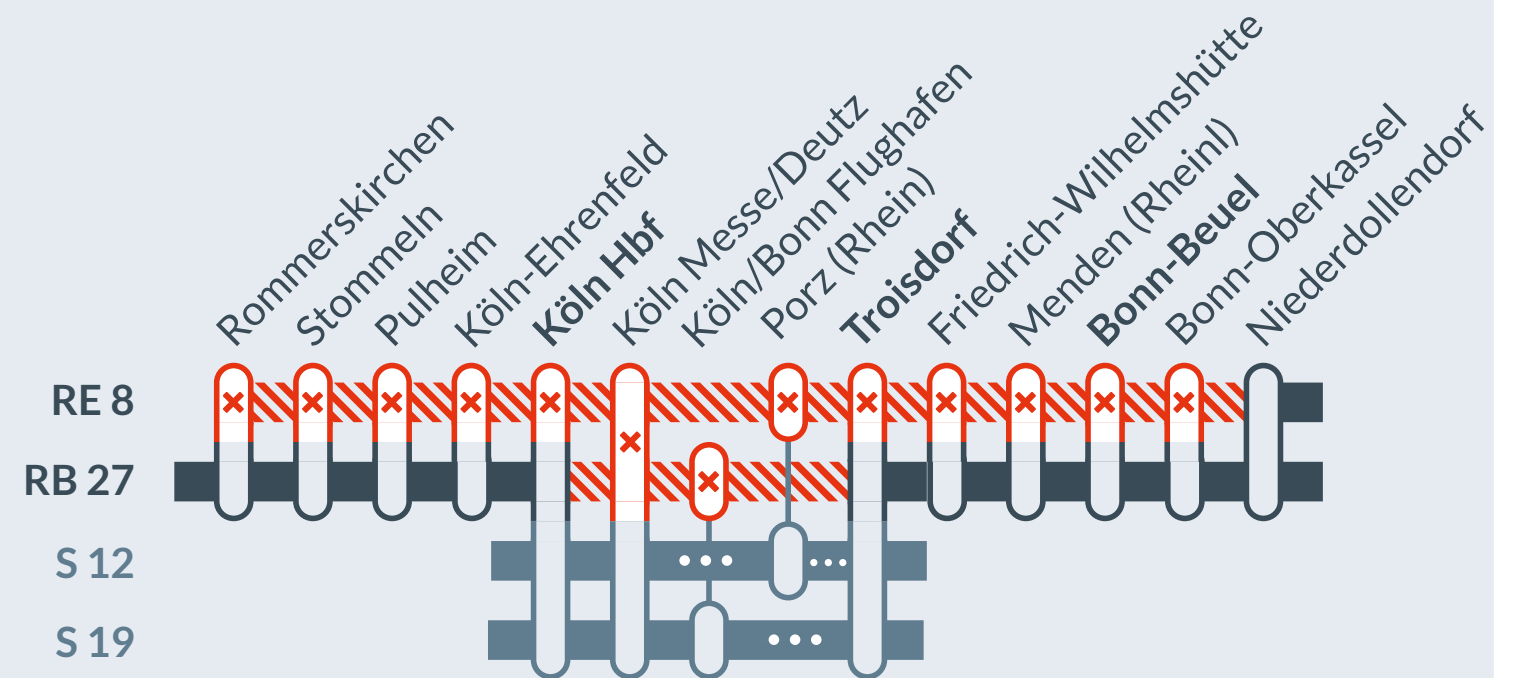 Rommerskirchen
Stommeln
Pulheim
Köln-Ehrenfeld
Köln Hbf
Köln Messe/Deutz
Köln/Bonn Flughafen
Porz (Rhein)
Troisdorf
Friedrich-Wilhelmshütte
Menden (Rheinl)
Bonn-Beuel
Bonn-Oberkassel
Niederdollendorf
RE 8
RB 27
S 12
S 19